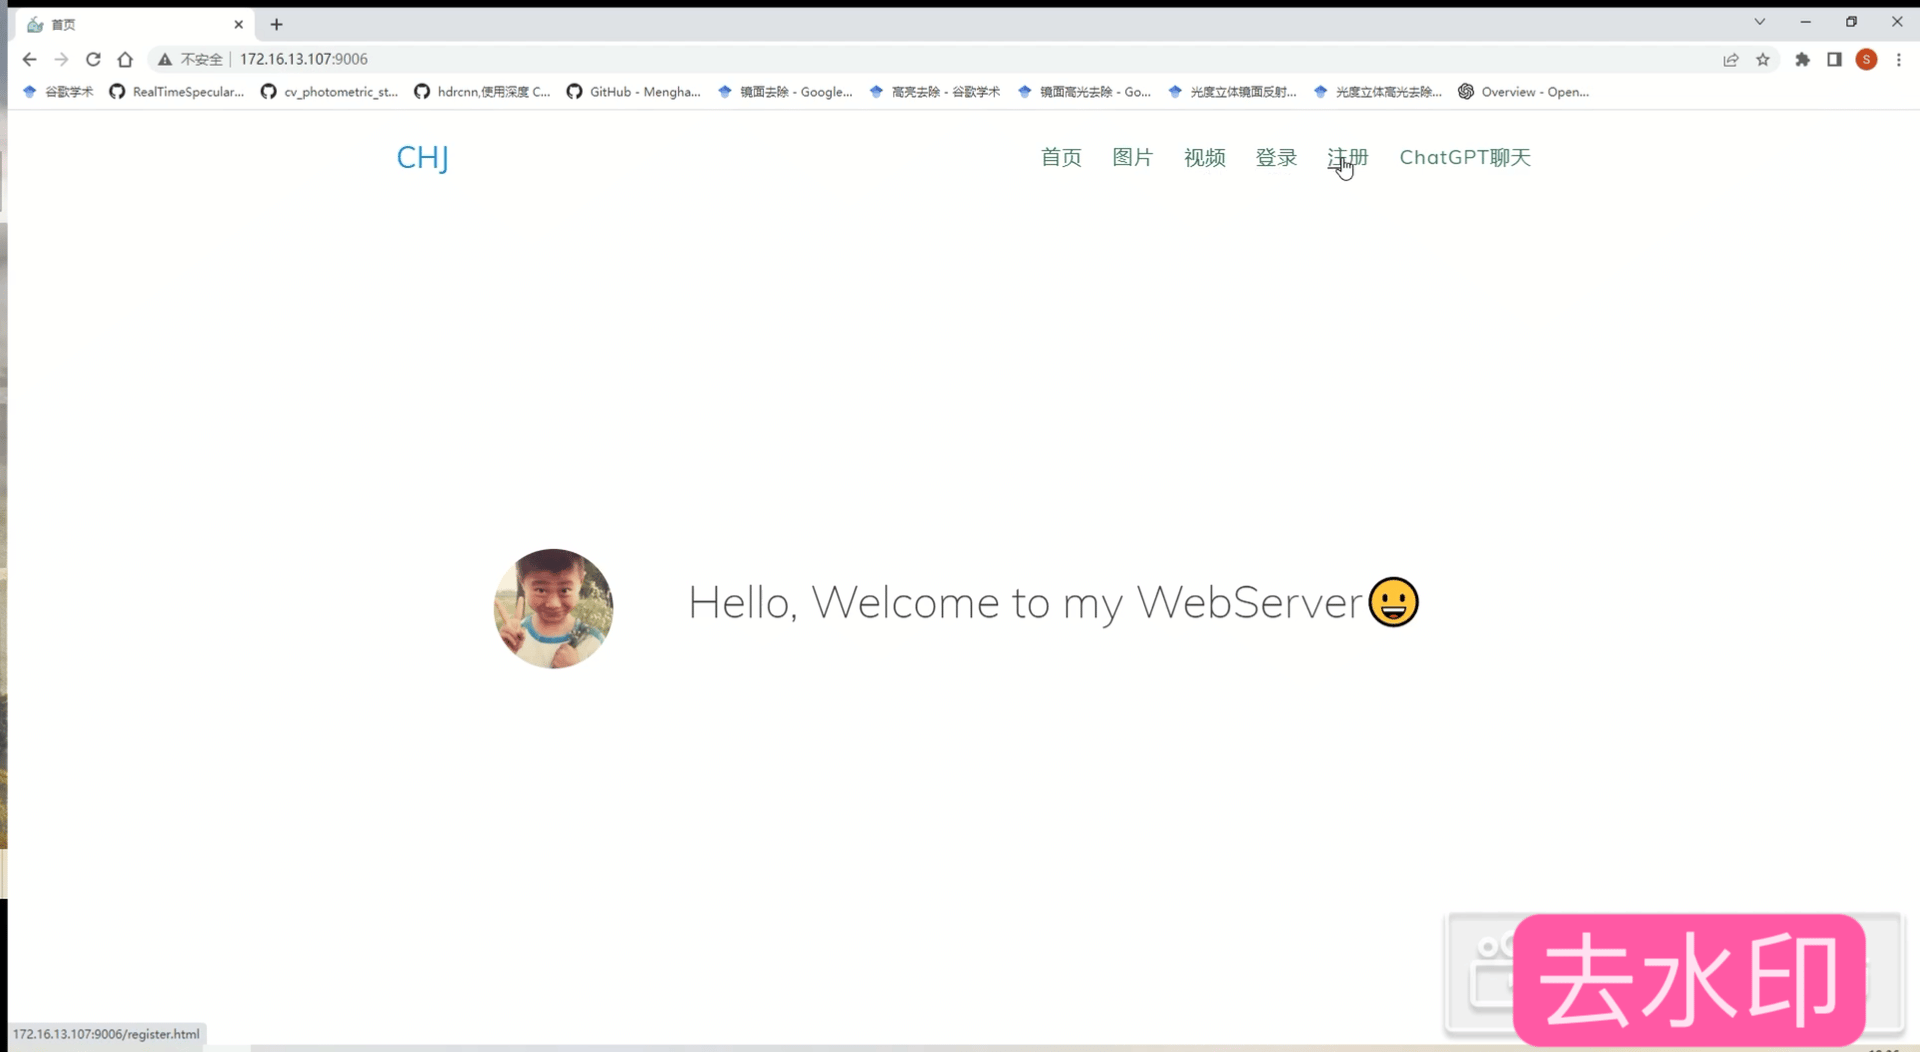 首页
不安全 172.16.13.107:9006
谷歌学术 RealTimeSpecular... cv_photometric_st... hdrcnn,使用深度 C... GitHub - Mengha... 镜面去除 - Google... 高亮去除 - 谷歌学术 镜面高光去除 - Go... 光度立体镜面反射... 光度立体高光去除... Overview - Open...
S
CHJ 首页 图片 视频 登录 注册 ChatGPT聊天
Hello, Welcome to my WebServer
去水印
172.16.13.107:9006/register.html